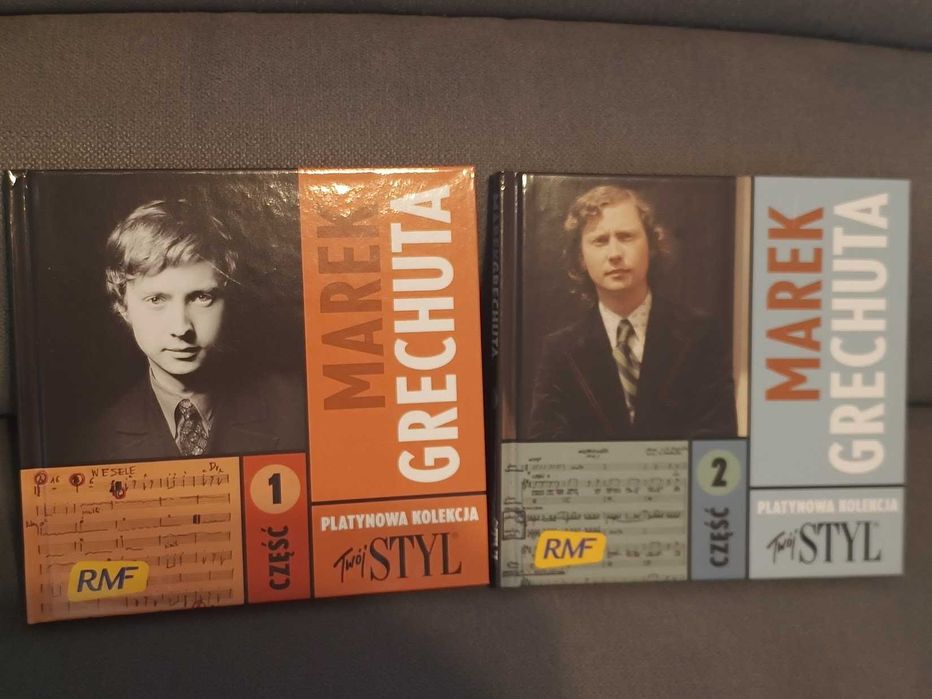 MAREK
GRECHUTA
WESELE
RMF
CZĘŚĆ
1
PLATYNOWA KOLEKCJA
Twój STYL
MAREK
GRECHUTA
RMF
CZĘŚĆ
2
PLATYNOWA KOLEKCJA
Twój STYL